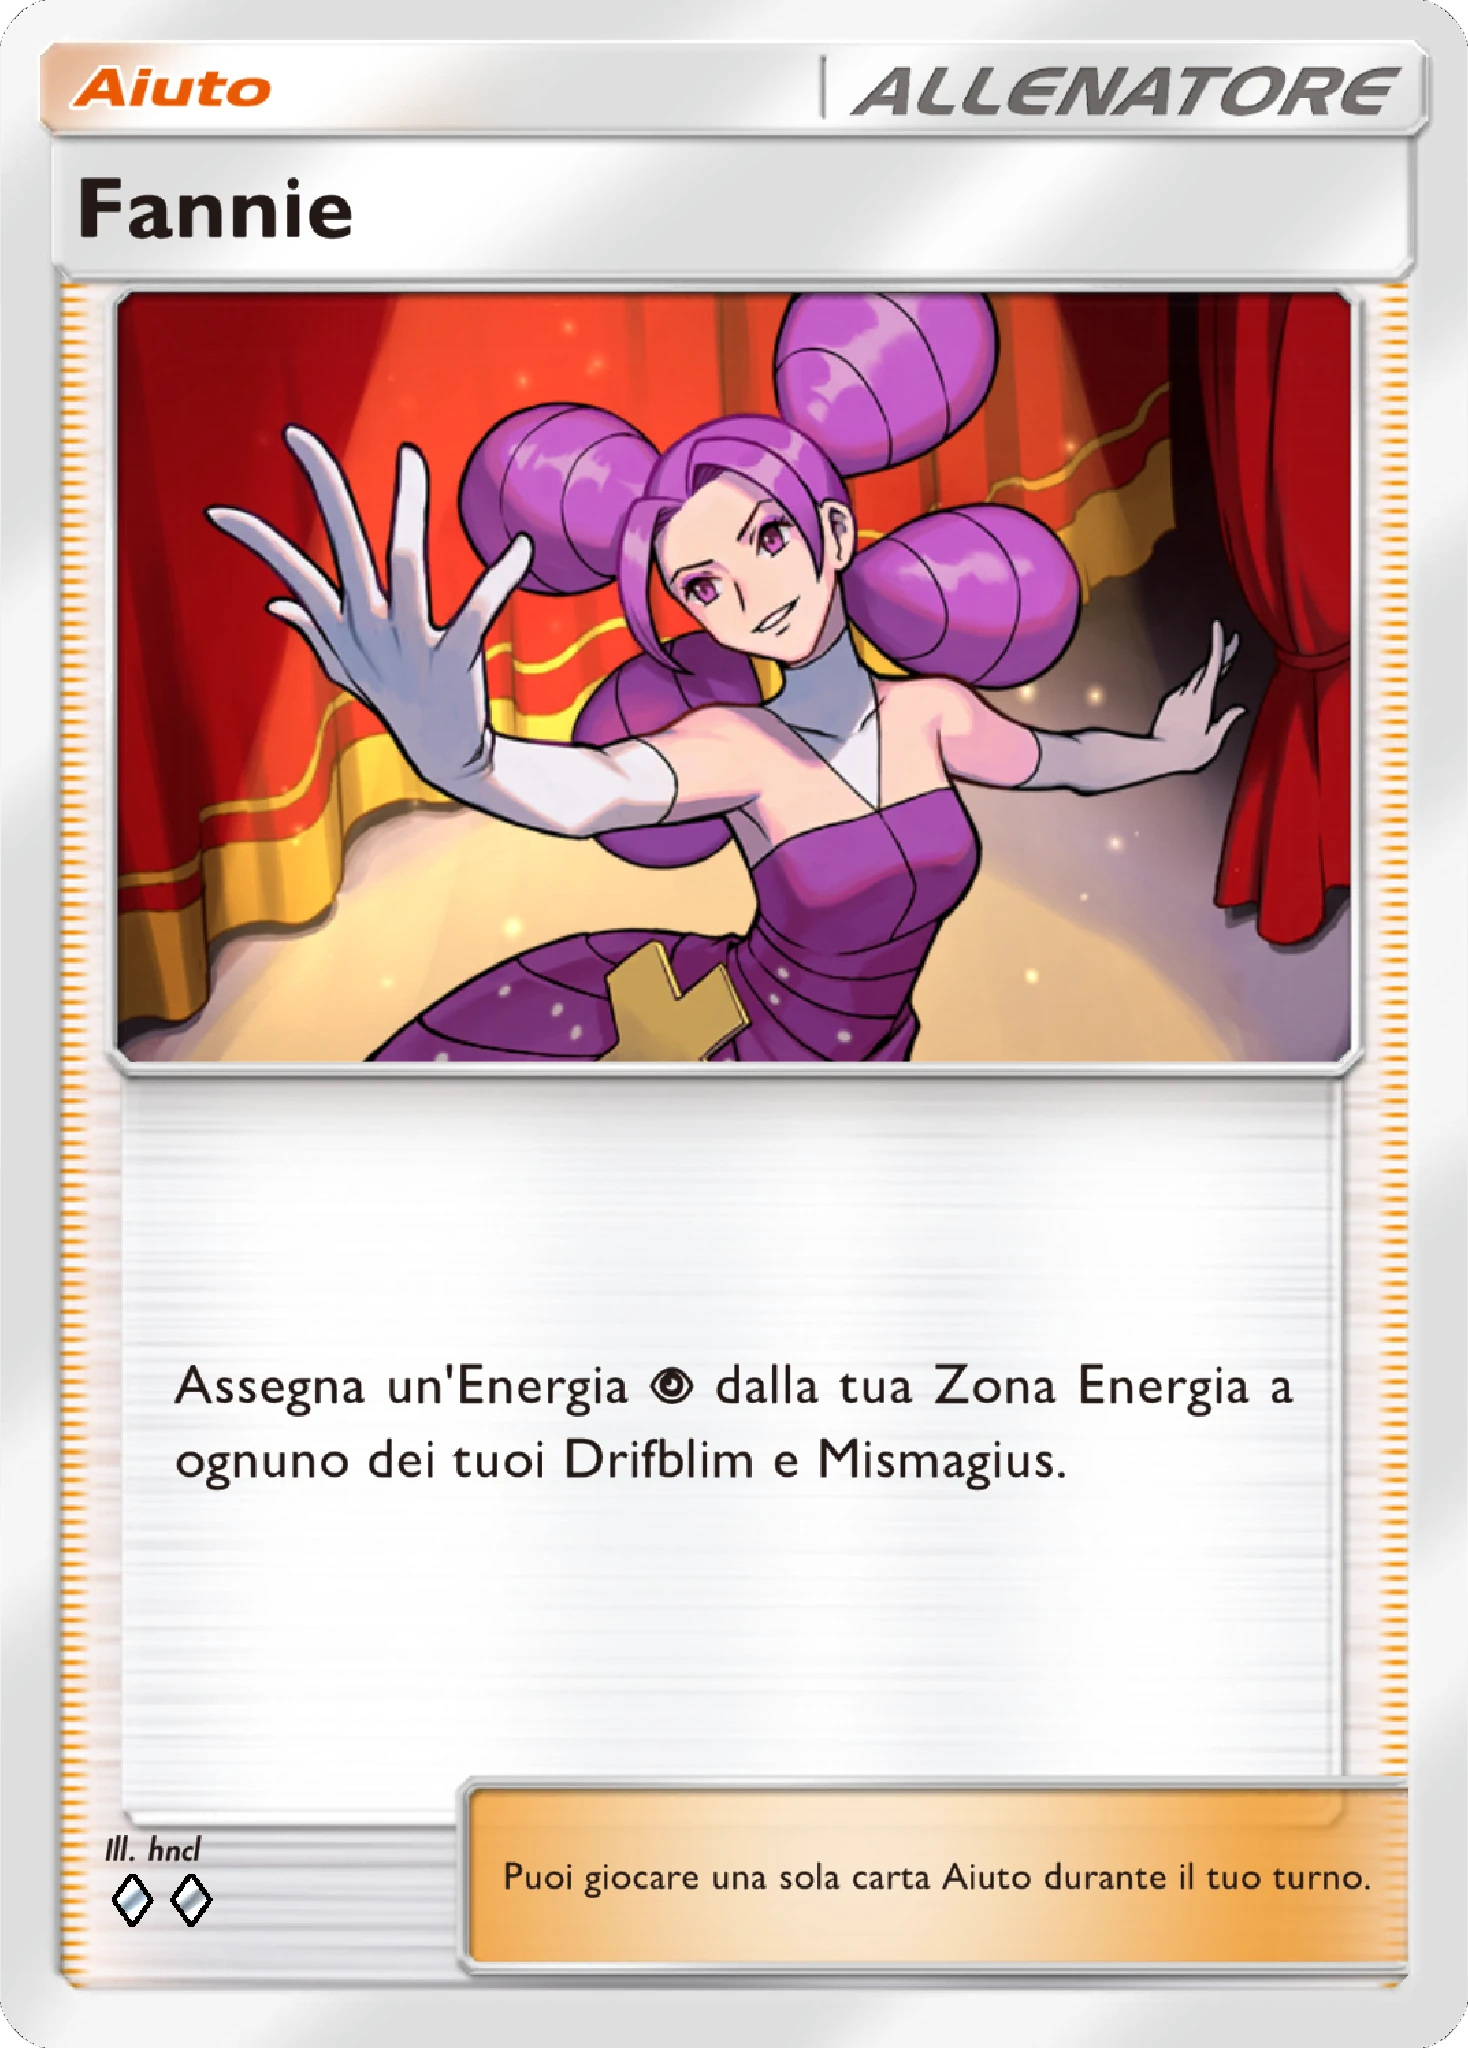 Aiuto
ALLENATORE
Fannie
Assegna un'Energia dalla tua Zona Energia a
ognuno dei tuoi Drifblim e Mismagius.
Ill. hncl
Puoi giocare una sola carta Aiuto durante il tuo turno.